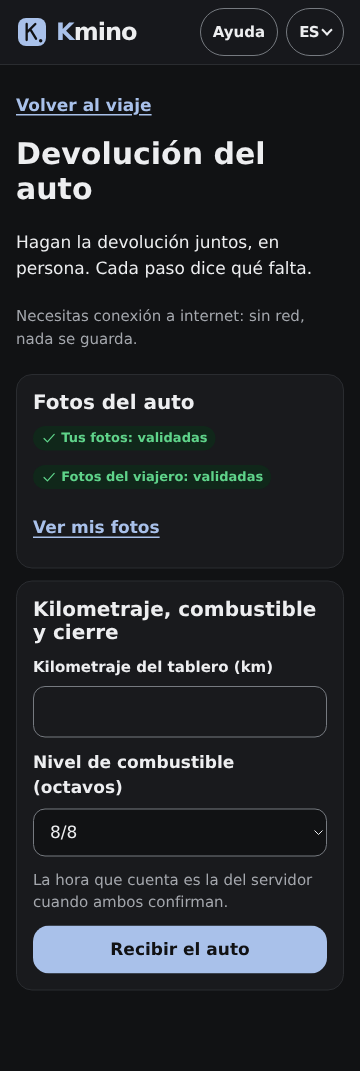 K. Kmino
Ayuda
ES
Volver al viaje
Devolución del
auto
Hagan la devolución juntos, en
persona. Cada paso dice qué falta.
Necesitas conexión a internet: sin red,
nada se guarda.
Fotos del auto
Tus fotos: validadas
Fotos del viajero: validadas
Ver mis fotos
Kilometraje, combustible
y cierre
Kilometraje del tablero (km)
Nivel de combustible
(octavos)
8/8
La hora que cuenta es la del servidor
cuando ambos confirman.
Recibir el auto